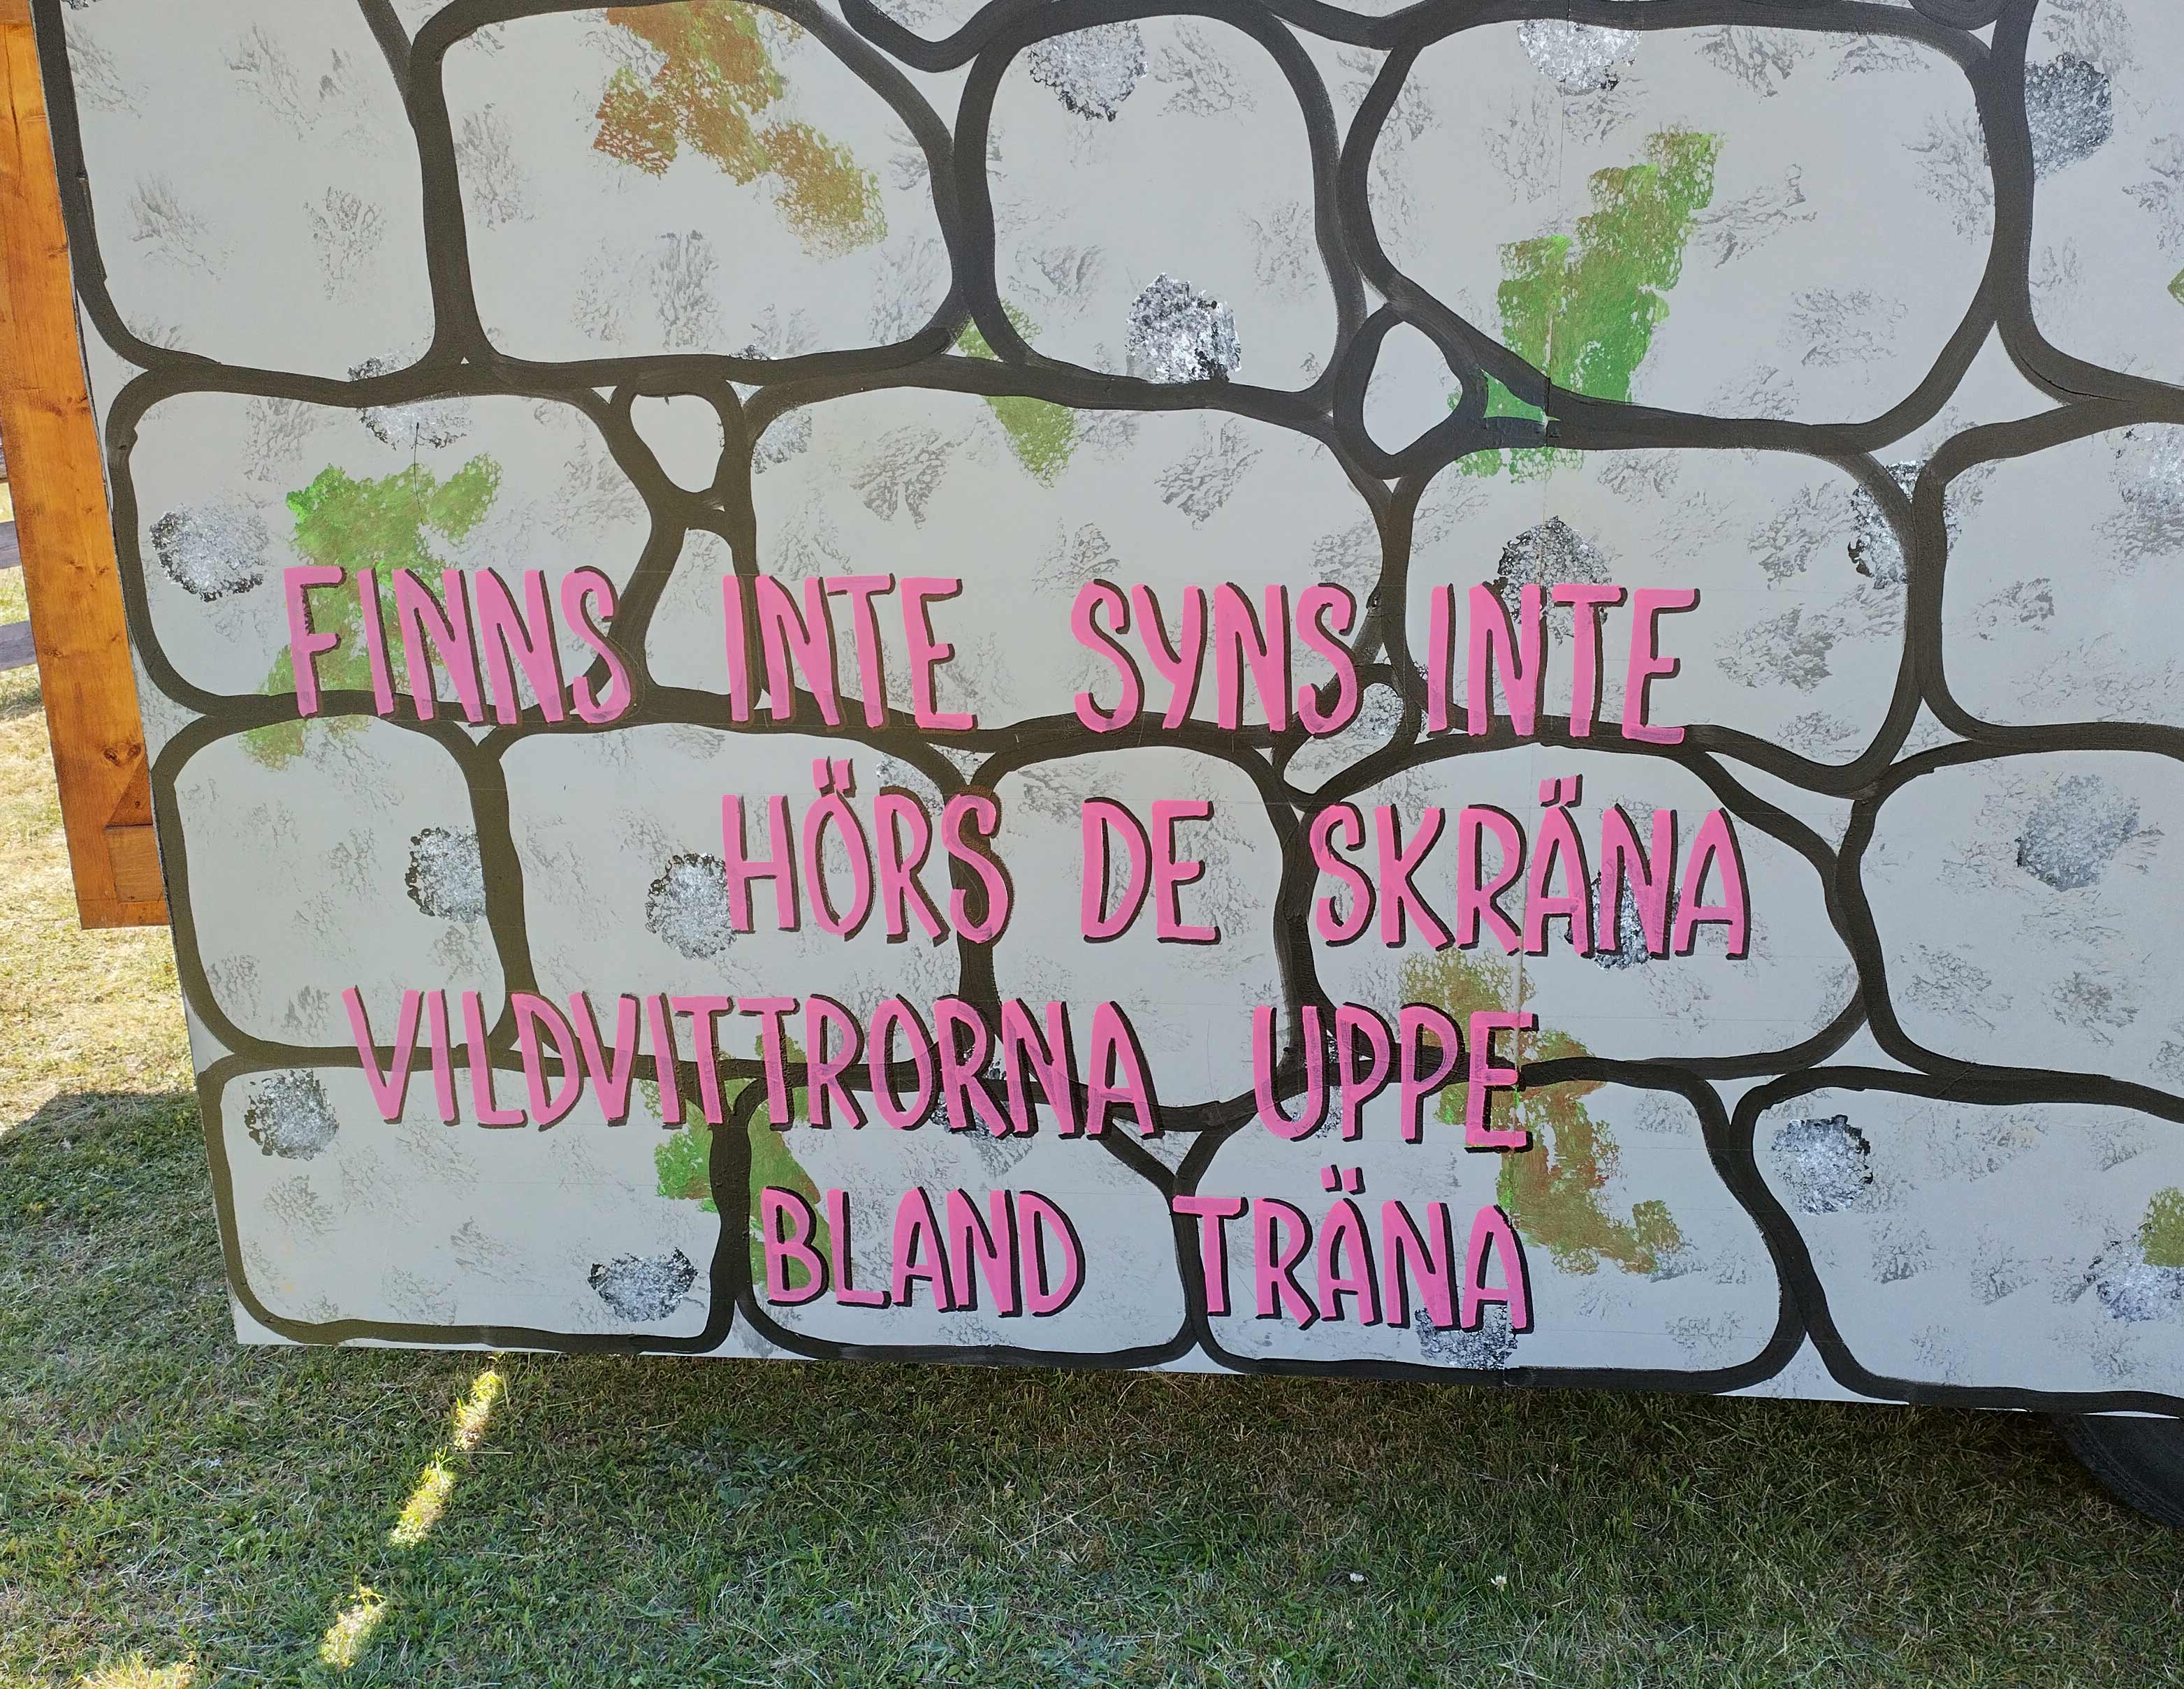 FINNS INTE SYNS INTE
HÖRS DE SKRÄNA
VILDVITTRORNA UPPE
BLAND TRÄNA